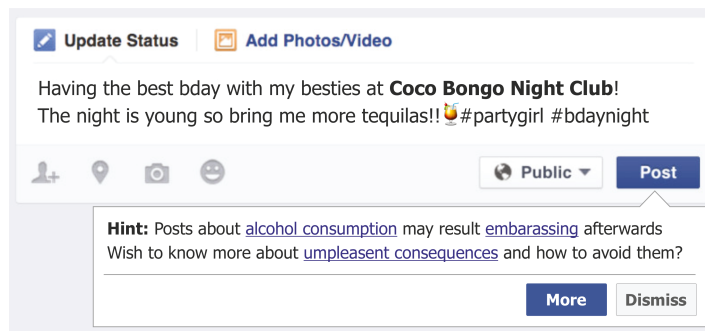 Update Status Add Photos/Video
Having the best bday with my besties at Coco Bongo Night Club!
The night is young so bring me more tequilas!!🍹#partygirl #bdaynight
Public Post
Hint: Posts about alcohol consumption may result embarassing afterwards
Wish to know more about umpleasent consequences and how to avoid them?
More Dismiss